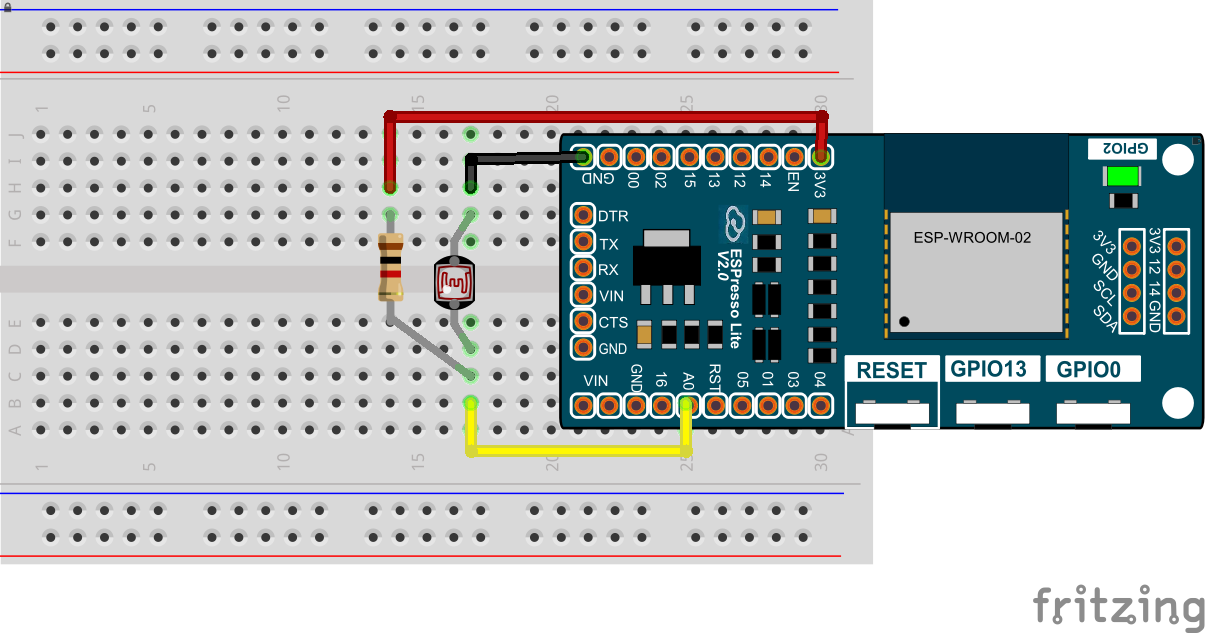 1 5 10 15 20 25 30
J
I
H
G
F
E
D
C
B
A
1 5 10 15 20 25 30
GND 00 02 15 13 12 14 EN 3V3
DTR
TX
RX
VIN
CTS
GND
VIN GND 16 A0 RST 05 01 03 04
ESPresso Lite
V2.0
ESP-WROOM-02
GPIO2
3V3
GND
SCL
SDA
3V3 12 14 GND
RESET GPIO13 GPIO0
fritzing